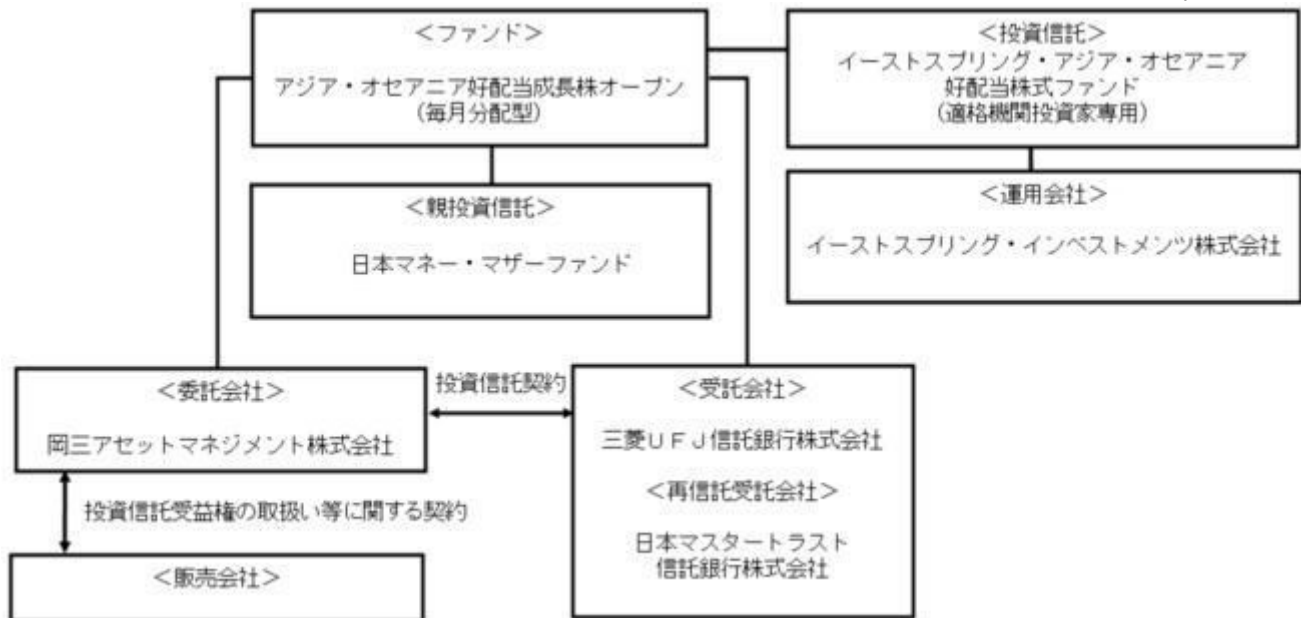 ＜ファンド＞
アジア・オセアニア好配当成長株オープン
（毎月分配型）
＜投資信託＞
イーストスプリング・アジア・オセアニア
好配当株式ファンド
（適格機関投資家専用）
＜親投資信託＞
日本マネー・マザーファンド
＜運用会社＞
イーストスプリング・インベストメンツ株式会社
＜委託会社＞
岡三アセットマネジメント株式会社
投資信託契約
＜受託会社＞
三菱ＵＦＪ信託銀行株式会社
＜再信託受託会社＞
日本マスタートラスト
信託銀行株式会社
投資信託受益権の取扱い等に関する契約
＜販売会社＞